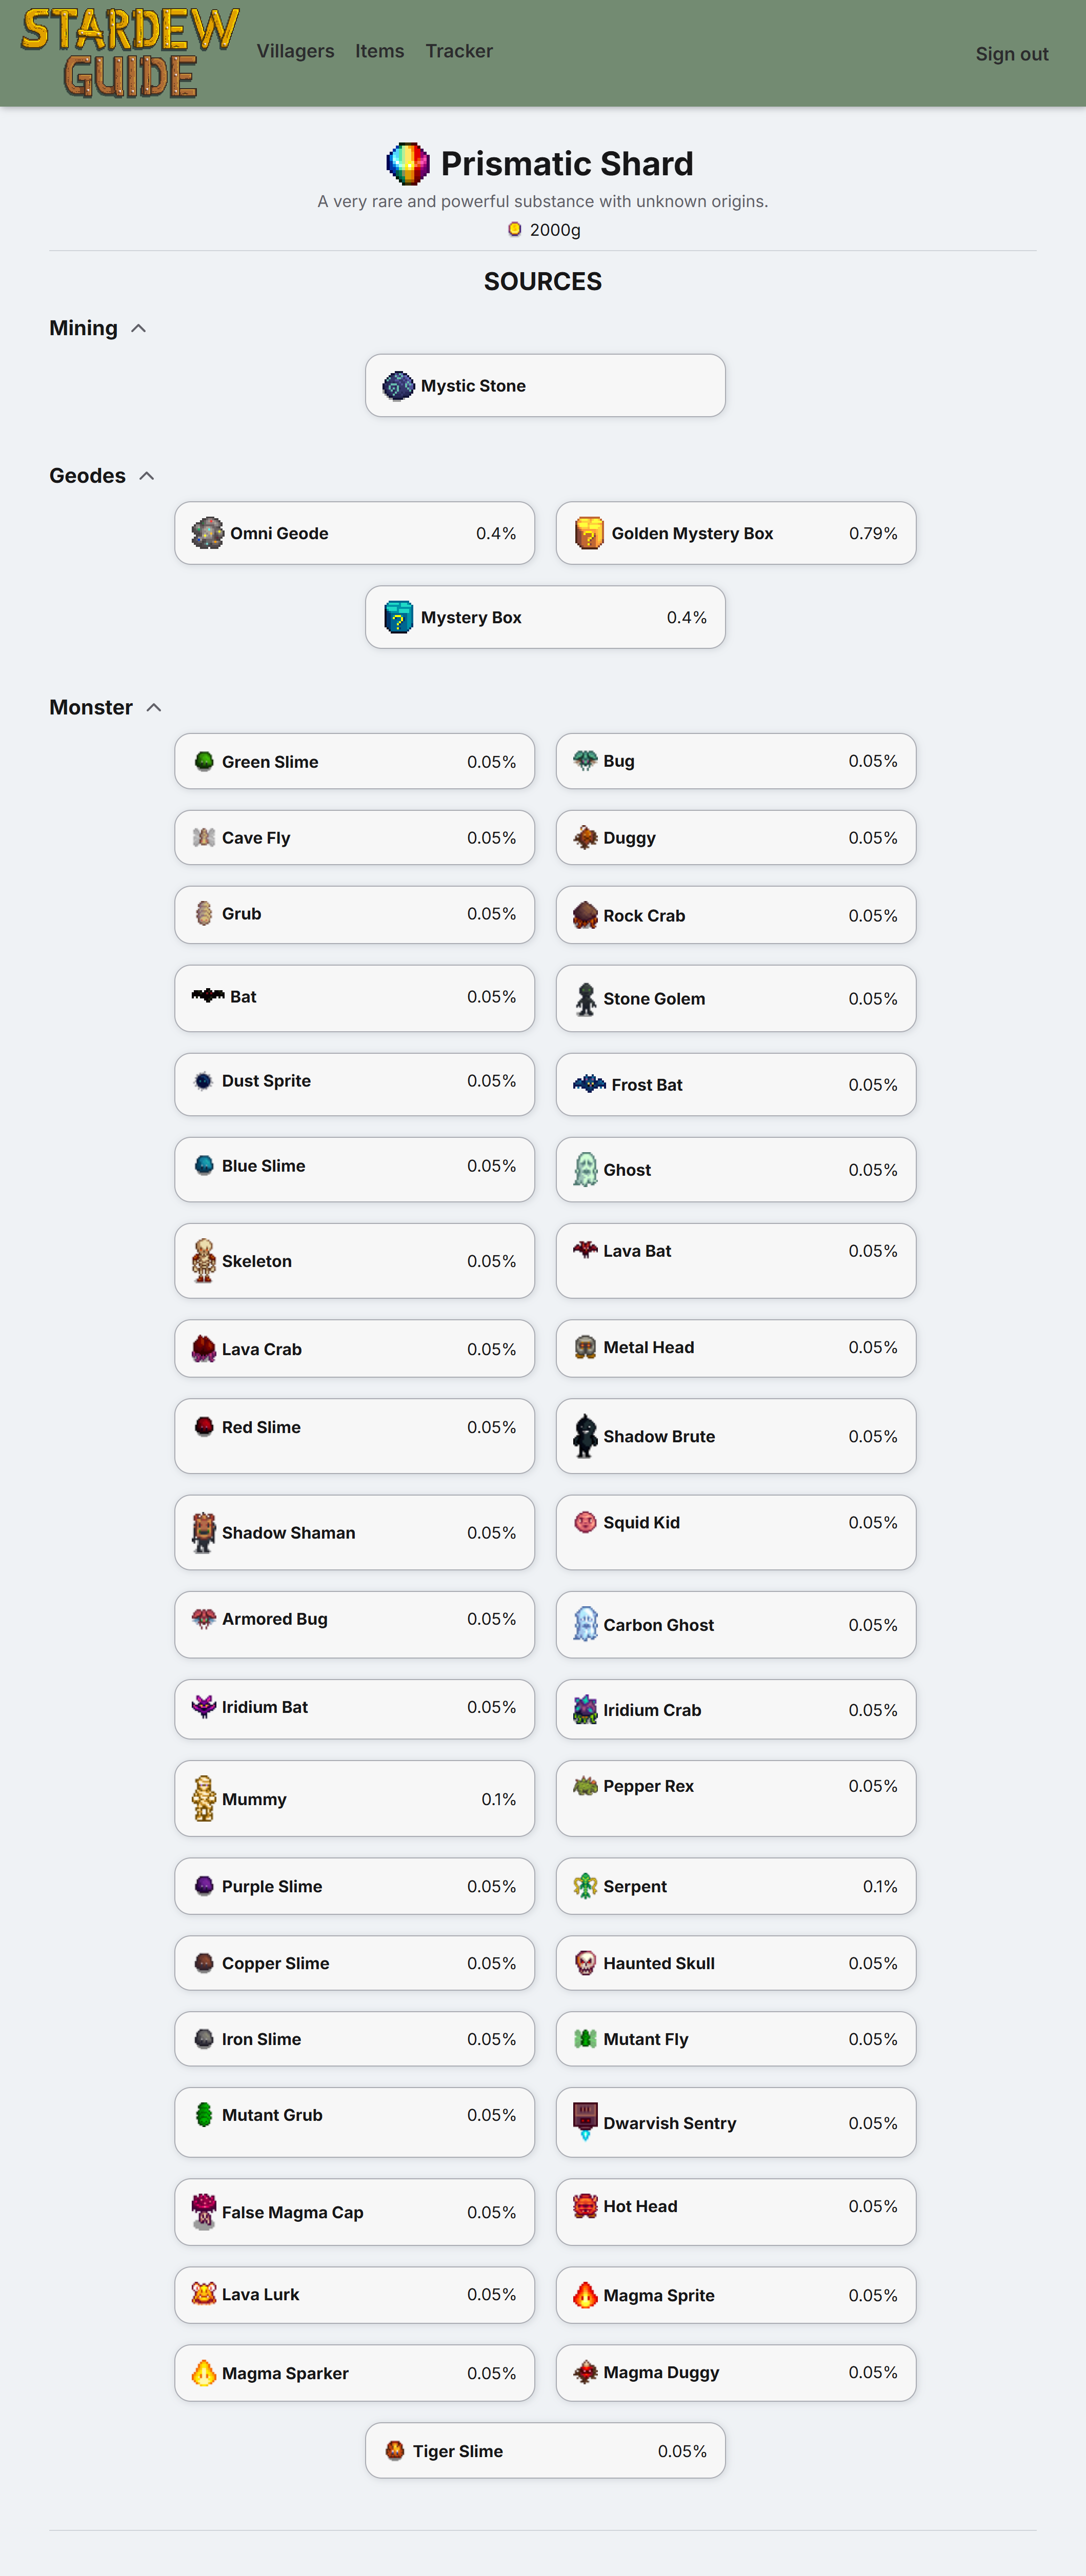 STARDEW
GUIDE
Villagers Items Tracker
Sign out
Prismatic Shard
A very rare and powerful substance with unknown origins.
2000g
SOURCES
Mining
Mystic Stone
Geodes
Omni Geode 0.4%
Golden Mystery Box 0.79%
Mystery Box 0.4%
Monster
Green Slime 0.05%
Bug 0.05%
Cave Fly 0.05%
Duggy 0.05%
Grub 0.05%
Rock Crab 0.05%
Bat 0.05%
Stone Golem 0.05%
Dust Sprite 0.05%
Frost Bat 0.05%
Blue Slime 0.05%
Ghost 0.05%
Skeleton 0.05%
Lava Bat 0.05%
Lava Crab 0.05%
Metal Head 0.05%
Red Slime 0.05%
Shadow Brute 0.05%
Shadow Shaman 0.05%
Squid Kid 0.05%
Armored Bug 0.05%
Carbon Ghost 0.05%
Iridium Bat 0.05%
Iridium Crab 0.05%
Mummy 0.1%
Pepper Rex 0.05%
Purple Slime 0.05%
Serpent 0.1%
Copper Slime 0.05%
Haunted Skull 0.05%
Iron Slime 0.05%
Mutant Fly 0.05%
Mutant Grub 0.05%
Dwarvish Sentry 0.05%
False Magma Cap 0.05%
Hot Head 0.05%
Lava Lurk 0.05%
Magma Sprite 0.05%
Magma Sparker 0.05%
Magma Duggy 0.05%
Tiger Slime 0.05%